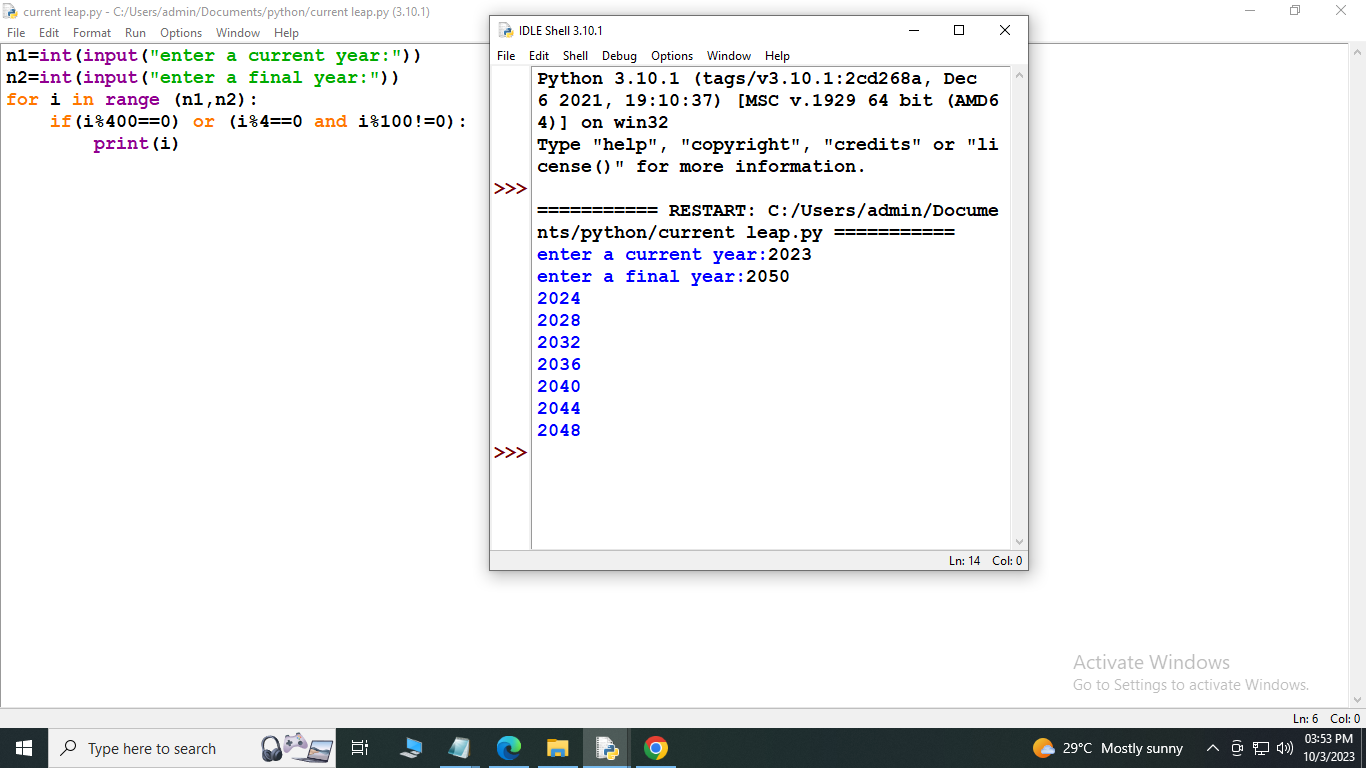 current leap.py - C:/Users/admin/Documents/python/current leap.py (3.10.1)
File Edit Format Run Options Window Help
n1=int(input("enter a current year:"))
n2=int(input("enter a final year:"))
for i in range (n1,n2):
    if(i%400==0) or (i%4==0 and i%100!=0):
        print(i)
IDLE Shell 3.10.1
File Edit Shell Debug Options Window Help
Python 3.10.1 (tags/v3.10.1:2cd268a, Dec
6 2021, 19:10:37) [MSC v.1929 64 bit (AMD6
4)] on win32
Type "help", "copyright", "credits" or "li
cense()" for more information.
>>>
=========== RESTART: C:/Users/admin/Docume
nts/python/current leap.py ===========
enter a current year:2023
enter a final year:2050
2024
2028
2032
2036
2040
2044
2048
>>>
Ln: 14 Col: 0
Activate Windows
Go to Settings to activate Windows.
Ln: 6 Col: 0
Type here to search
29°C Mostly sunny
03:53 PM
10/3/2023